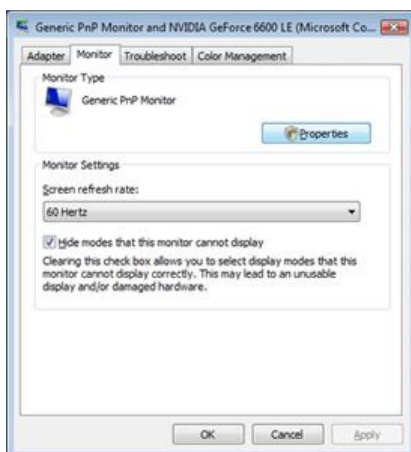 Generic PnP Monitor and NVIDIA GeForce 6600 LE (Microsoft Co...
Adapter Monitor Troubleshoot Color Management
Monitor Type
Generic PnP Monitor
Properties
Monitor Settings
Screen refresh rate:
60 Hertz
Hide modes that this monitor cannot display
Clearing this check box allows you to select display modes that this
monitor cannot display correctly. This may lead to an unusable
display and/or damaged hardware.
OK Cancel Apply